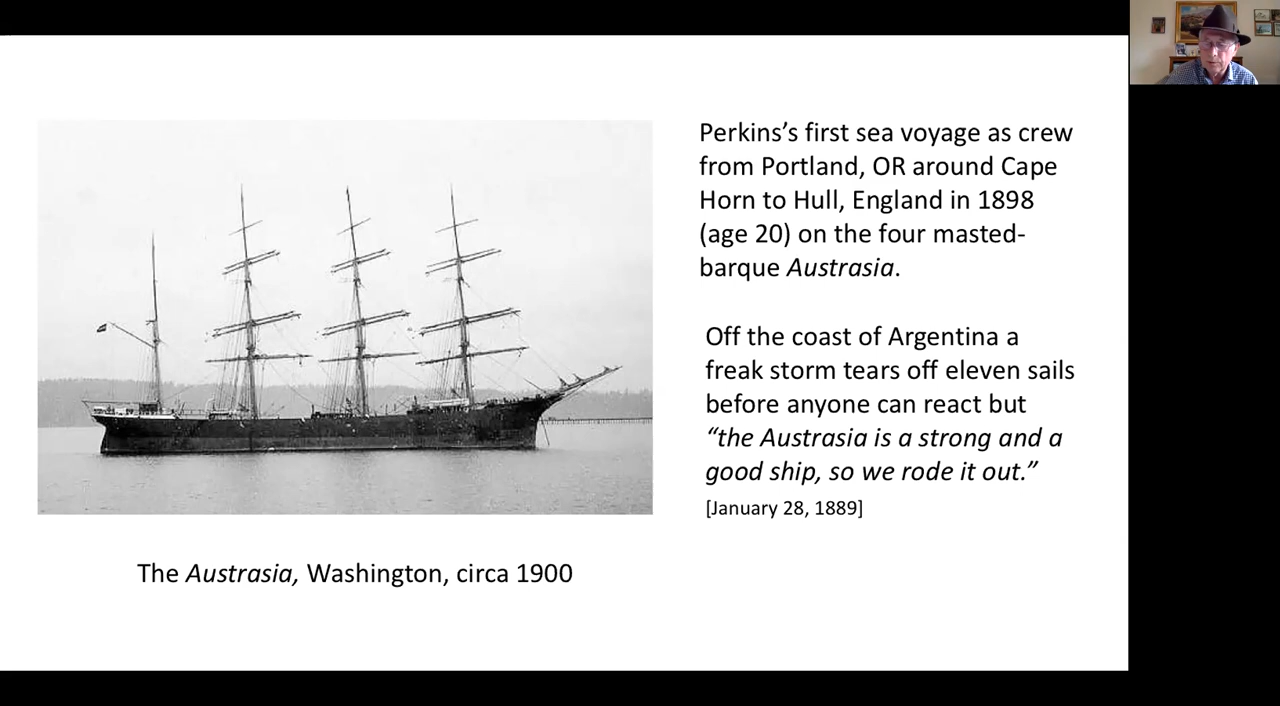 Perkins’s first sea voyage as crew
from Portland, OR around Cape
Horn to Hull, England in 1898
(age 20) on the four masted-
barque Austrasia.
Off the coast of Argentina a
freak storm tears off eleven sails
before anyone can react but
“the Austrasia is a strong and a
good ship, so we rode it out.”
[January 28, 1889]
The Austrasia, Washington, circa 1900